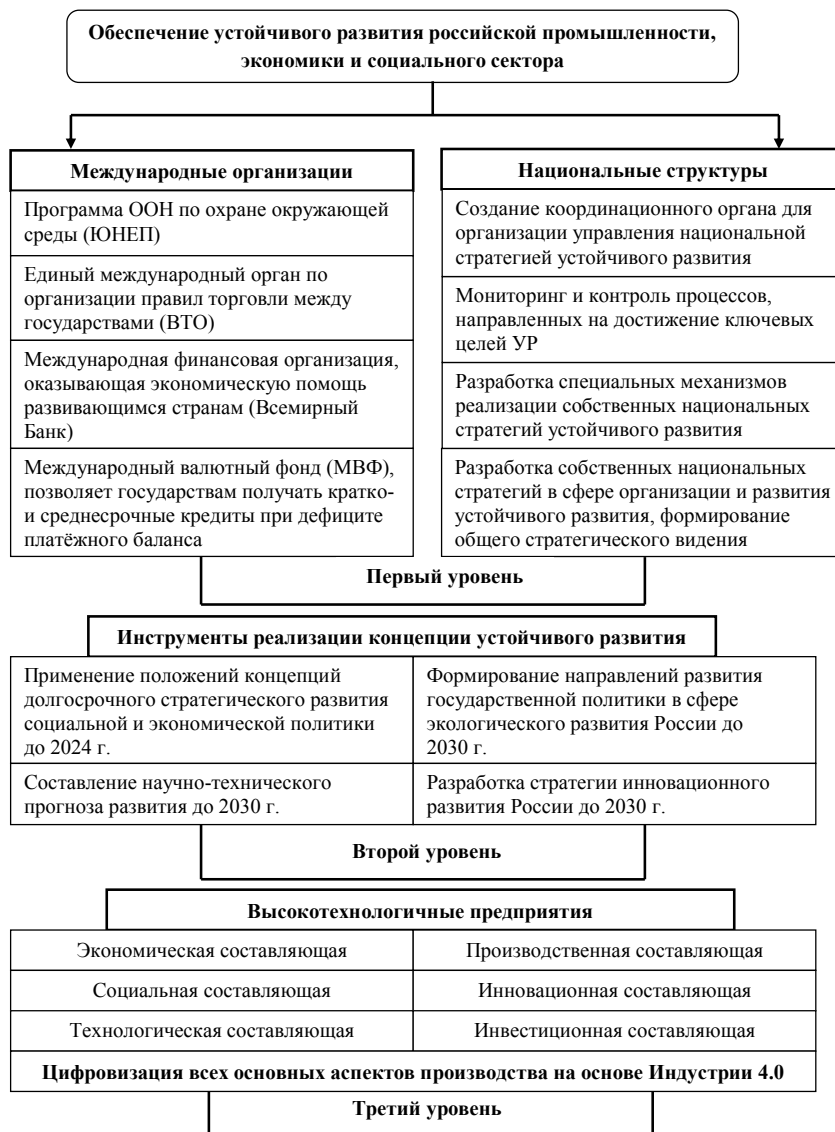 Обеспечение устойчивого развития российской промышленности,
экономики и социального сектора
Международные организации
Программа ООН по охране окружающей
среды (ЮНЕП)
Единый международный орган по
организации правил торговли между
государствами (ВТО)
Международная финансовая организация,
оказывающая экономическую помощь
развивающимся странам (Всемирный
Банк)
Международный валютный фонд (МВФ),
позволяет государствам получать кратко-
и среднесрочные кредиты при дефиците
платёжного баланса
Национальные структуры
Создание координационного органа для
организации управления национальной
стратегией устойчивого развития
Мониторинг и контроль процессов,
направленных на достижение ключевых
целей УР
Разработка специальных механизмов
реализации собственных национальных
стратегий устойчивого развития
Разработка собственных национальных
стратегий в сфере организации и развития
устойчивого развития, формирование
общего стратегического видения
Первый уровень
Инструменты реализации концепции устойчивого развития
Применение положений концепций
долгосрочного стратегического развития
социальной и экономической политики
до 2024 г.
Формирование направлений развития
государственной политики в сфере
экологического развития России до
2030 г.
Составление научно-технического
прогноза развития до 2030 г.
Разработка стратегии инновационного
развития России до 2030 г.
Второй уровень
Высокотехнологичные предприятия
Экономическая составляющая
Производственная составляющая
Социальная составляющая
Инновационная составляющая
Технологическая составляющая
Инвестиционная составляющая
Цифровизация всех основных аспектов производства на основе Индустрии 4.0
Третий уровень